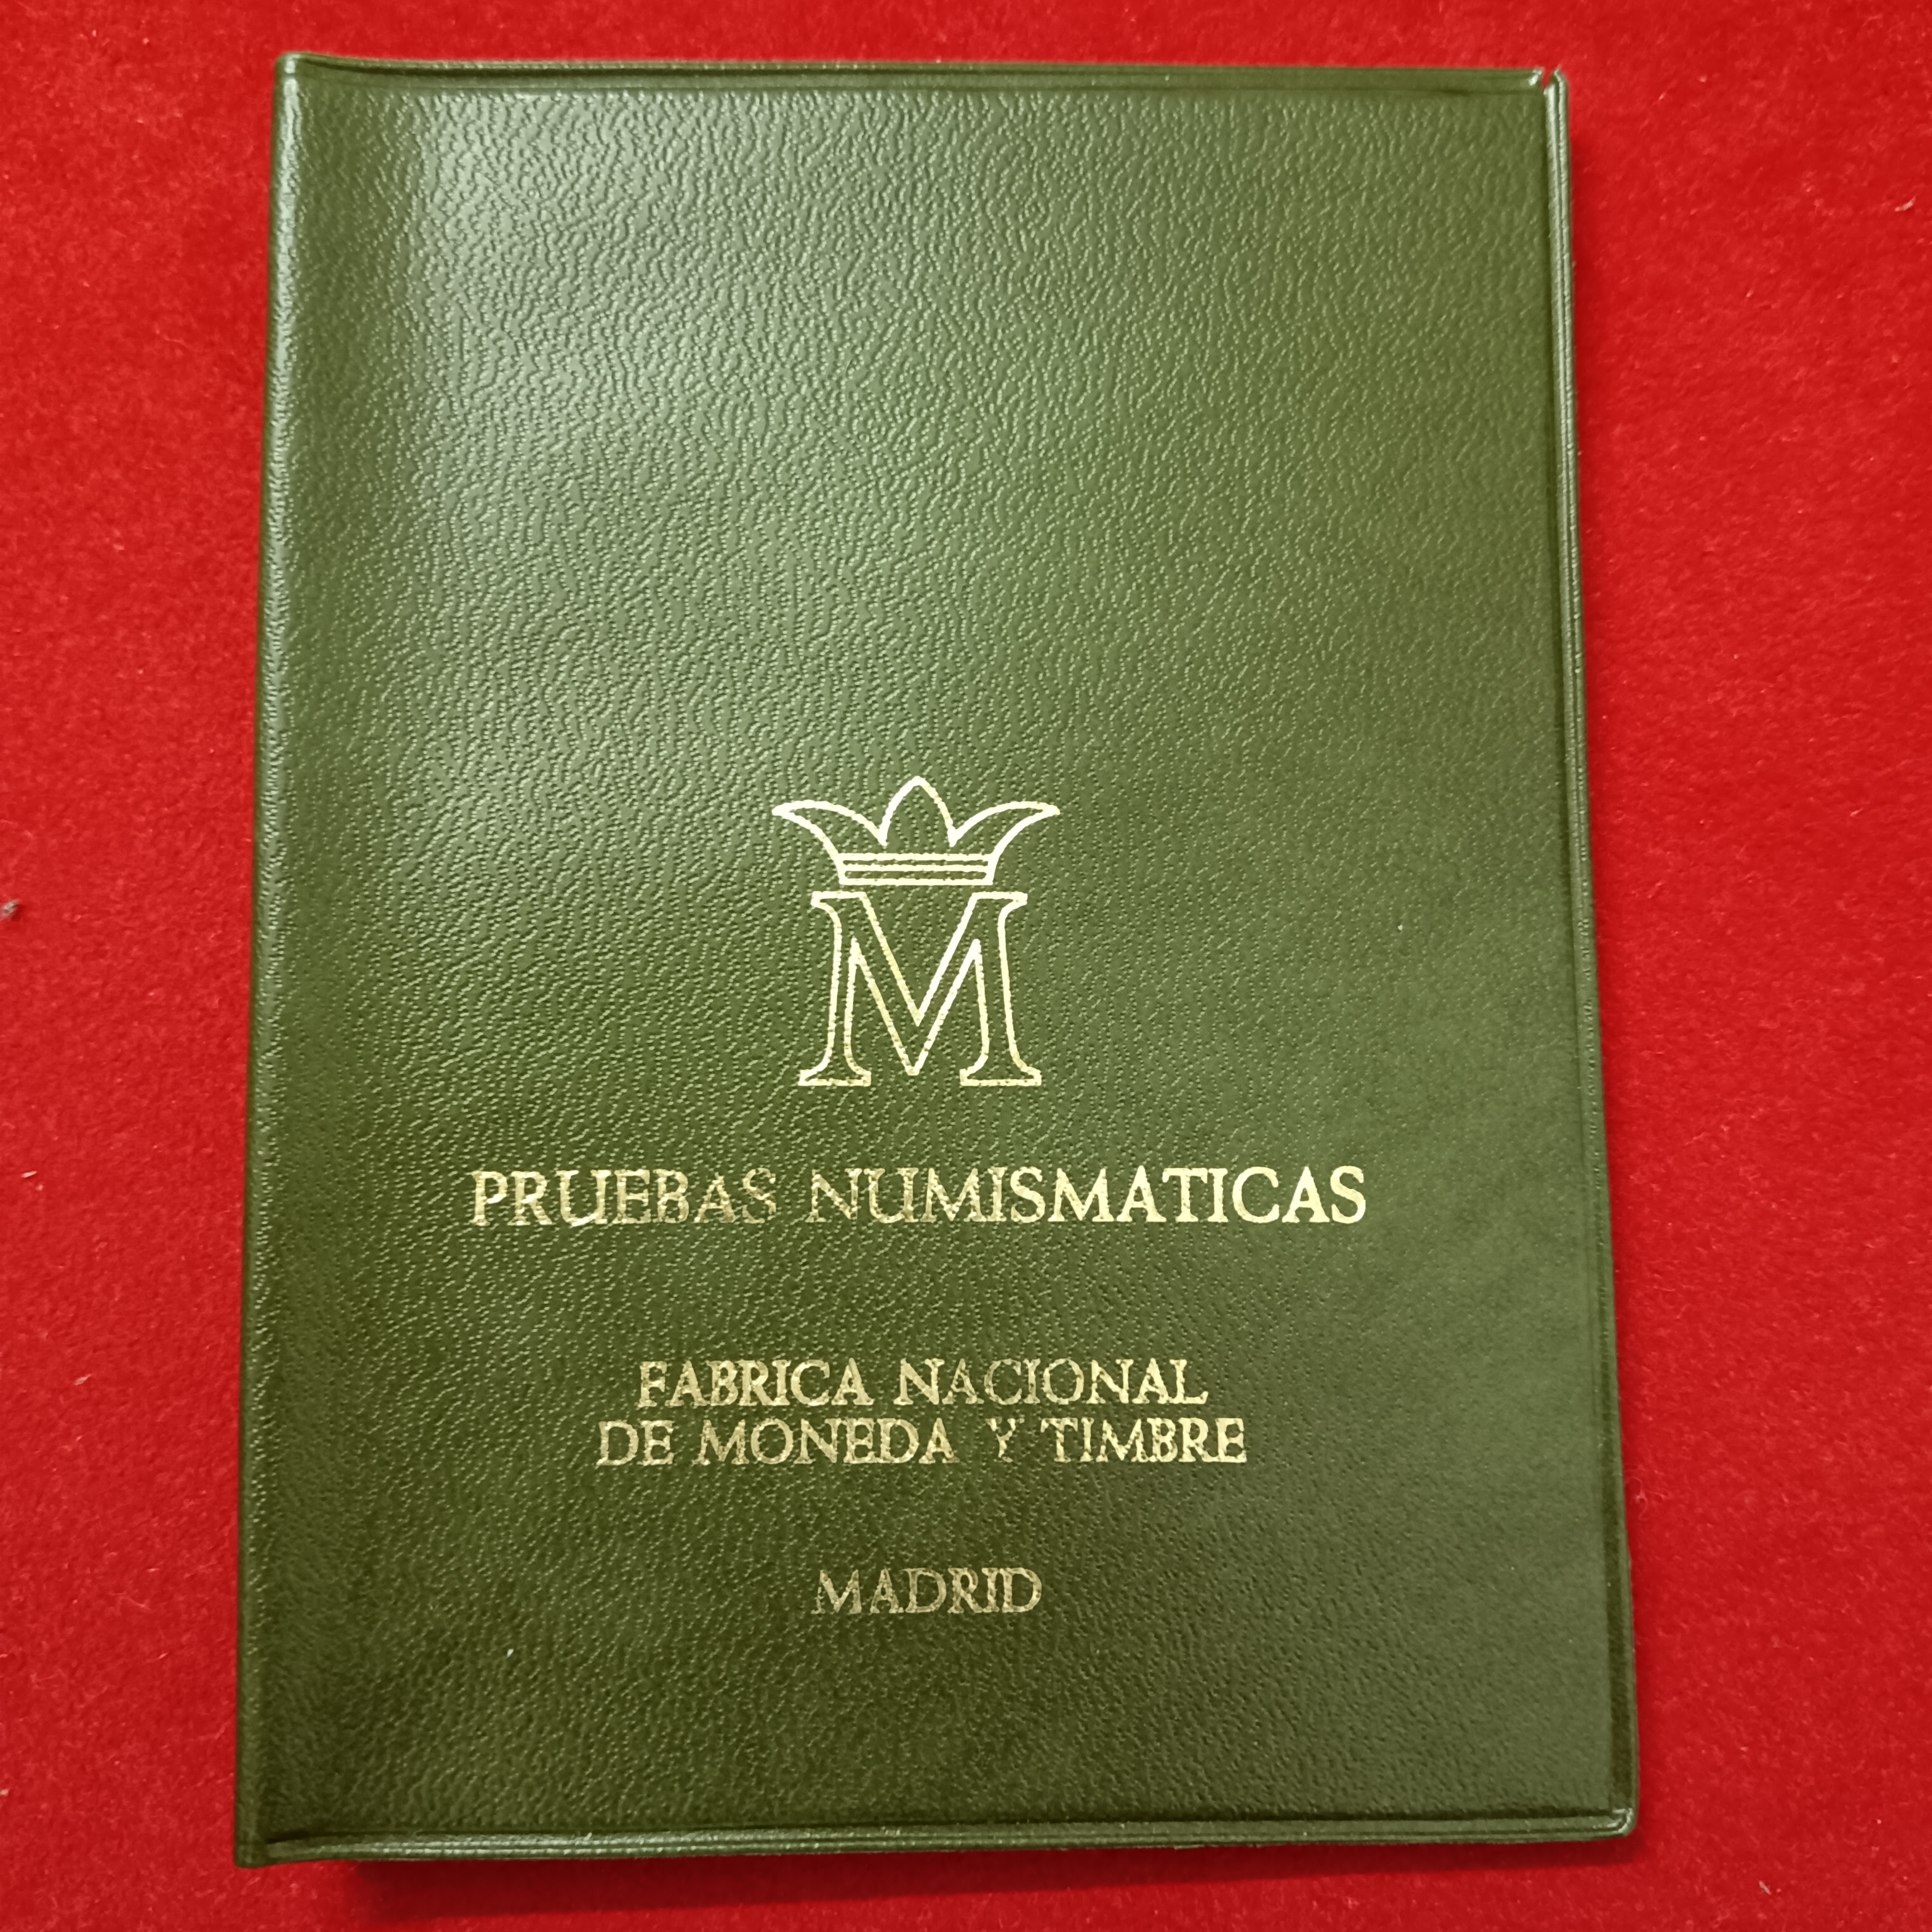 M
PRUEBAS NUMISMATICAS
FABRICA NACIONAL
DE MONEDA Y TIMBRE
MADRID